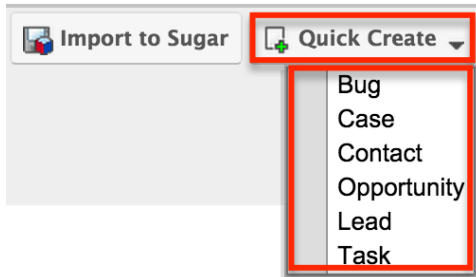 Import to Sugar
Quick Create
Bug
Case
Contact
Opportunity
Lead
Task